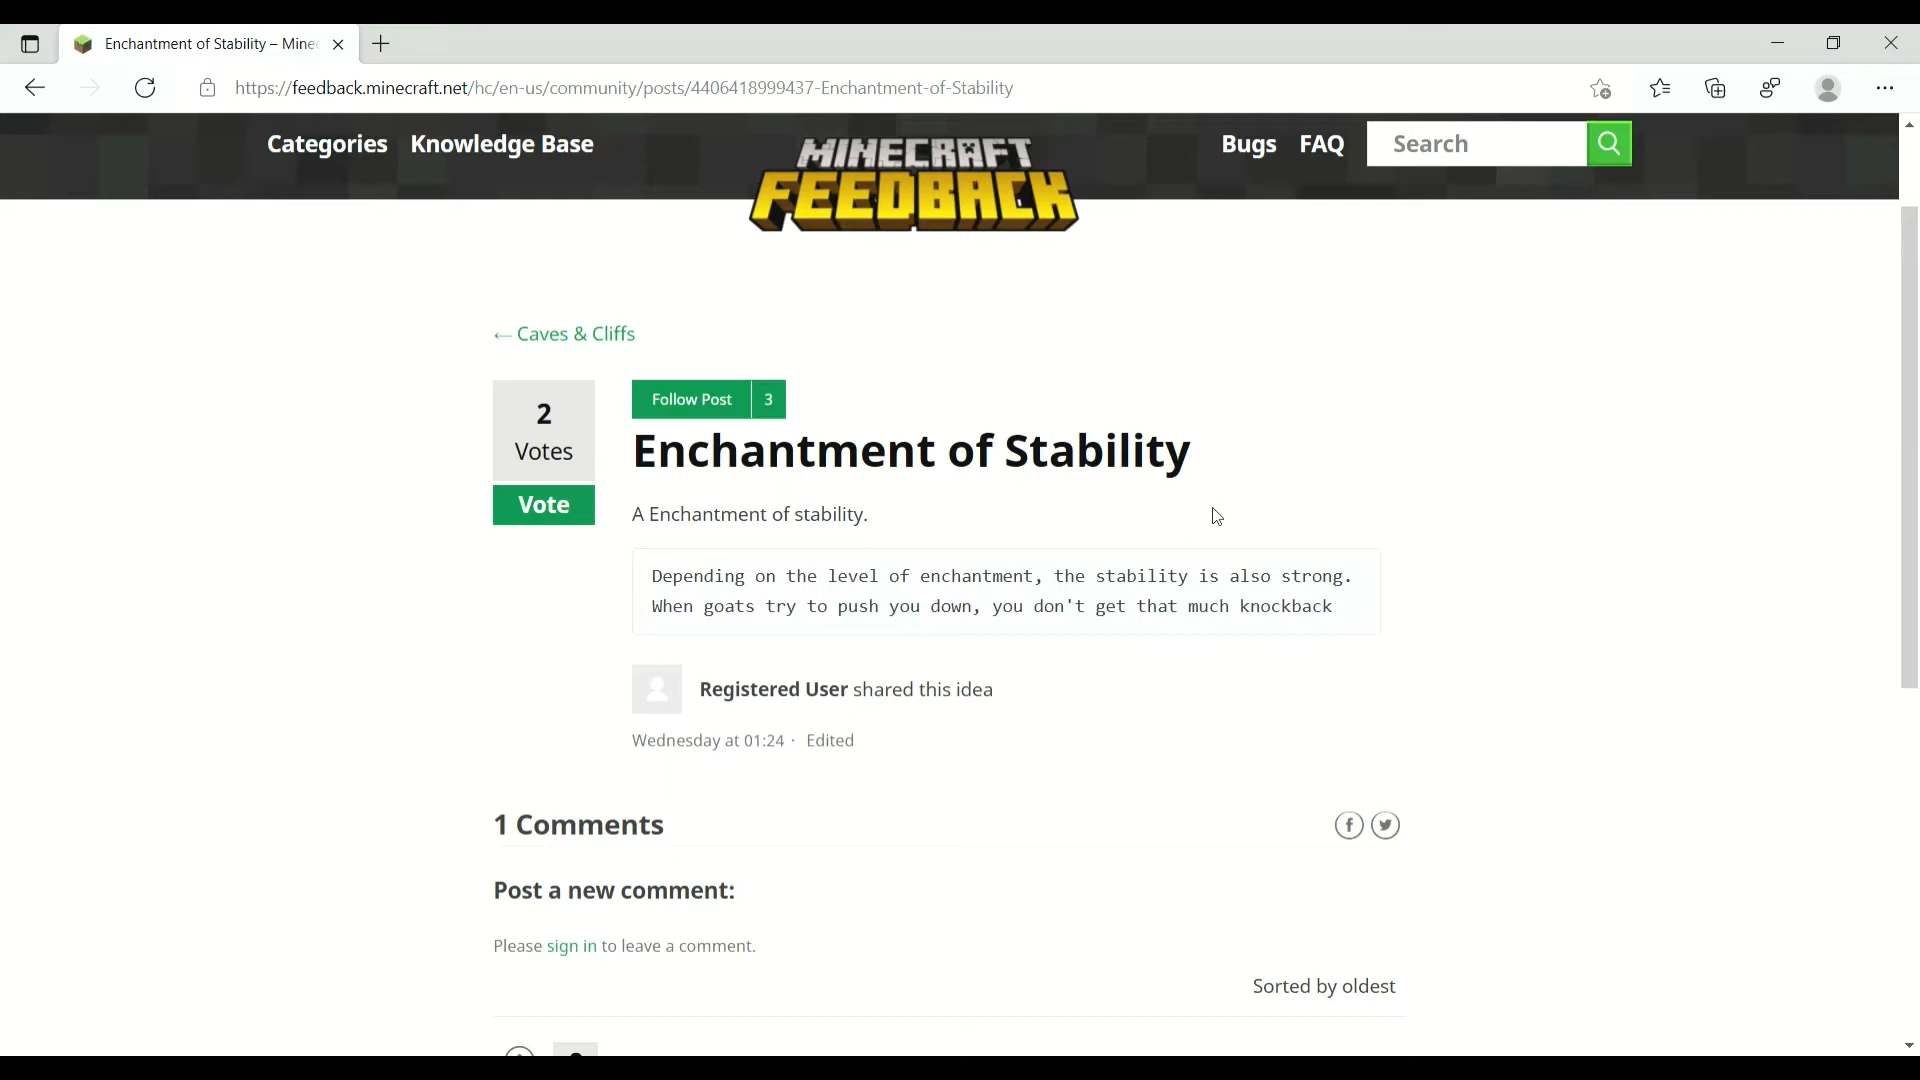 Enchantment of Stability – Mine
https://feedback.minecraft.net/hc/en-us/community/posts/4406418999437-Enchantment-of-Stability
Categories Knowledge Base
MINECRAFT
FEEDBACK
Bugs FAQ Search
← Caves & Cliffs
2
Votes
Vote
Follow Post 3
Enchantment of Stability
A Enchantment of stability.
Depending on the level of enchantment, the stability is also strong.
When goats try to push you down, you don't get that much knockback
Registered User shared this idea
Wednesday at 01:24 · Edited
1 Comments
Post a new comment:
Please sign in to leave a comment.
Sorted by oldest